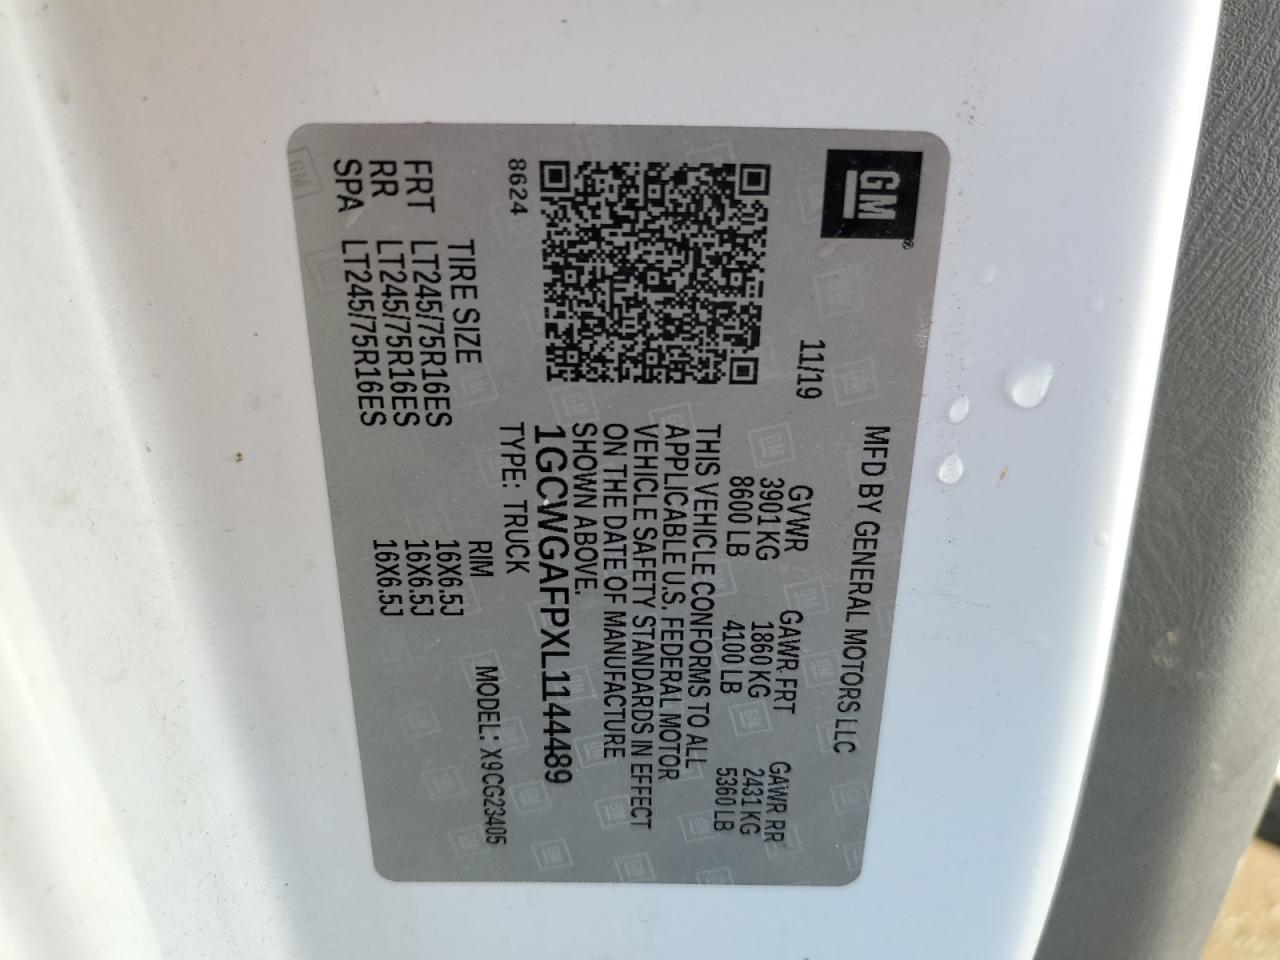 GM
MFD BY GENERAL MOTORS LLC
11/19
GVWR GAWR FRT GAWR RR
3901 KG 1860 KG 2431 KG
8600 LB 4100 LB 5360 LB
THIS VEHICLE CONFORMS TO ALL
APPLICABLE U.S. FEDERAL MOTOR
VEHICLE SAFETY STANDARDS IN EFFECT
ON THE DATE OF MANUFACTURE
SHOWN ABOVE.
1GCWGAFPXL1144489
8624
TYPE: TRUCK
MODEL: X9CG23405
TIRE SIZE RIM
FRT LT245/75R16ES 16X6.5J
RR LT245/75R16ES 16X6.5J
SPA LT245/75R16ES 16X6.5J